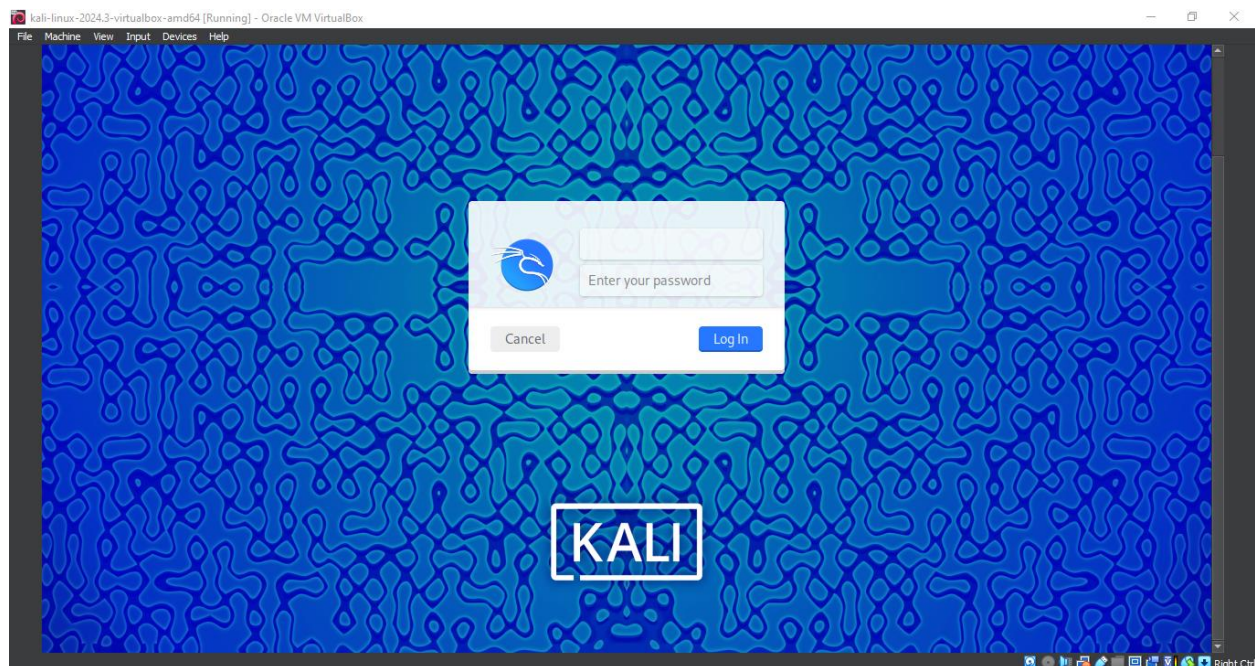 kali-linux-2024.3-virtualbox-amd64 [Running] - Oracle VM VirtualBox
File Machine View Input Devices Help
Enter your password
Cancel Log In
KALI
Right Ctrl